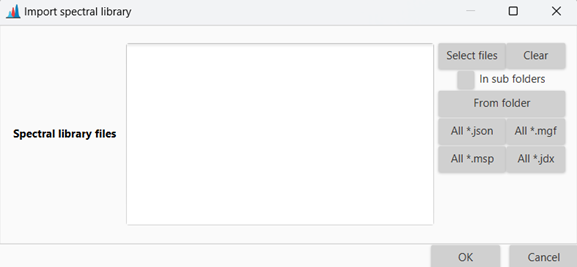 Import spectral library
Select files Clear
In sub folders
From folder
Spectral library files
All *.json All *.mgf
All *.msp All *.jdx
OK Cancel